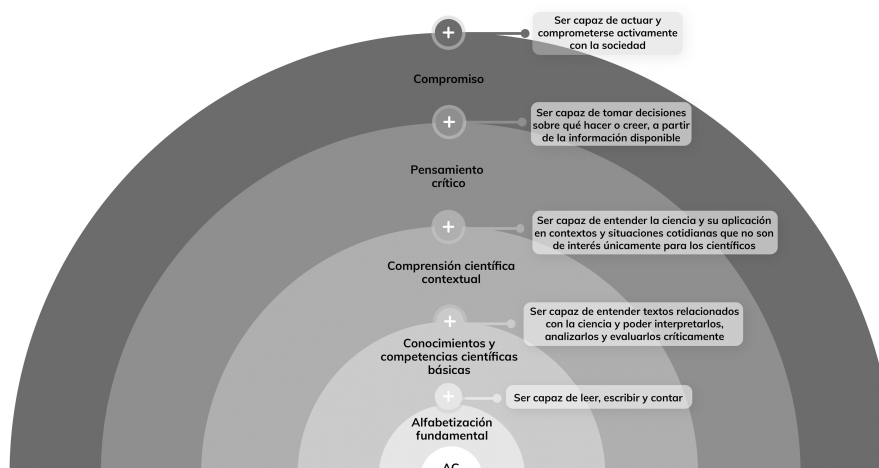 Ser capaz de actuar y
comprometerse activamente
con la sociedad
Compromiso
Ser capaz de tomar decisiones
sobre qué hacer o creer, a partir
de la información disponible
Pensamiento
crítico
Ser capaz de entender la ciencia y su aplicación
en contextos y situaciones cotidianas que no son
de interés únicamente para los científicos
Comprensión científica
contextual
Ser capaz de entender textos relacionados
con la ciencia y poder interpretarlos,
analizarlos y evaluarlos críticamente
Conocimientos y
competencias científicas
básicas
Ser capaz de leer, escribir y contar
Alfabetización
fundamental
AC